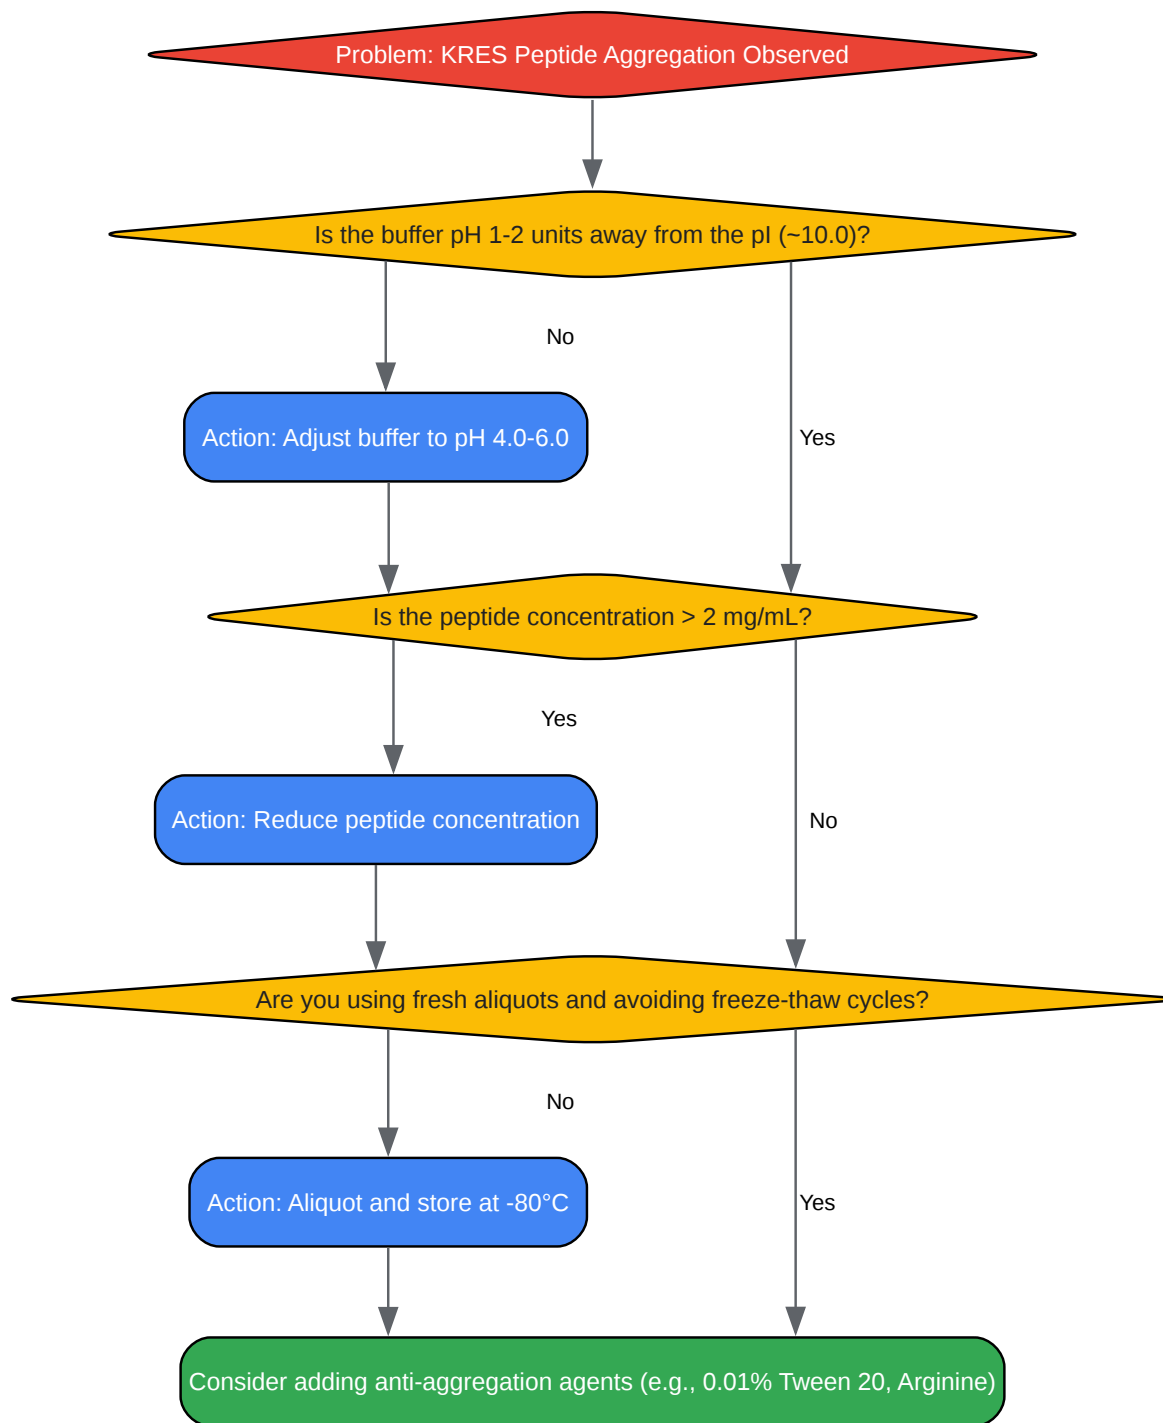 Problem: KRES Peptide Aggregation Observed
Is the buffer pH 1-2 units away from the pI (~10.0)?
No
Action: Adjust buffer to pH 4.0-6.0
Yes
Is the peptide concentration > 2 mg/mL?
Yes
Action: Reduce peptide concentration
No
Are you using fresh aliquots and avoiding freeze-thaw cycles?
No
Action: Aliquot and store at -80°C
Yes
Consider adding anti-aggregation agents (e.g., 0.01% Tween 20, Arginine)